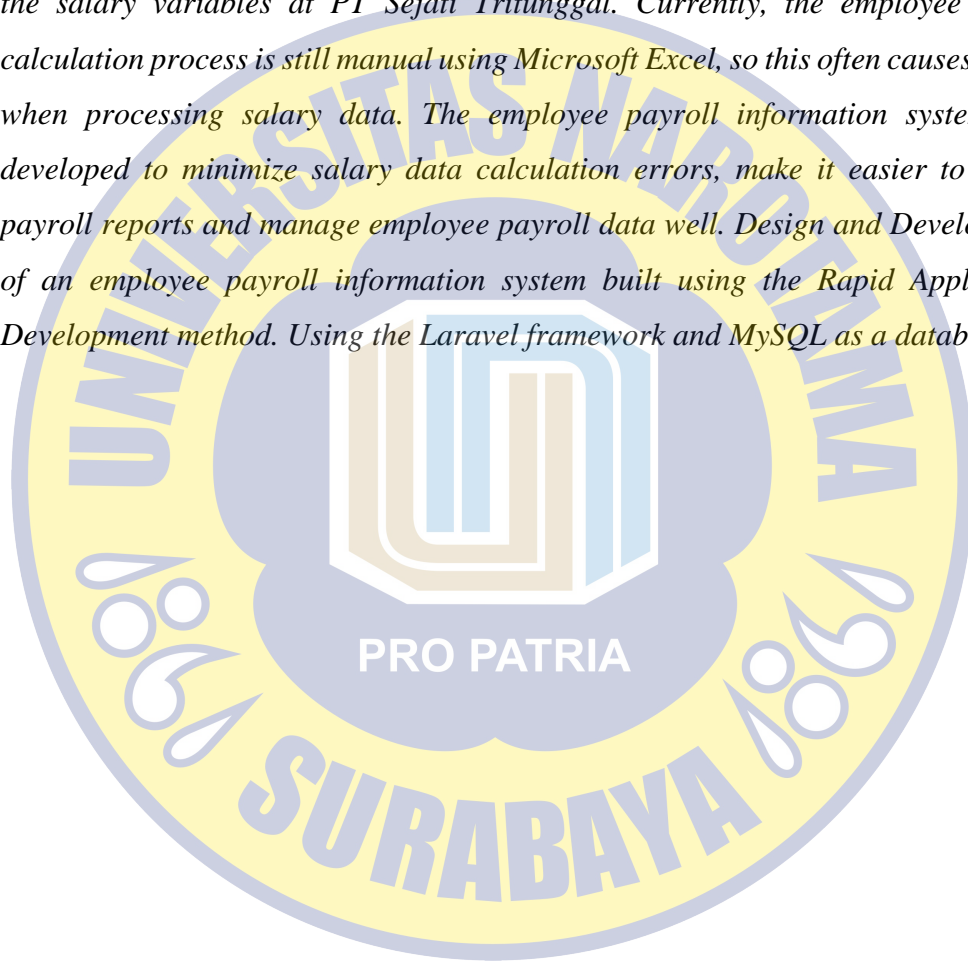 the salary variables at PT Sejati Tritunggal. Currently, the employee
calculation process is still manual using Microsoft Excel, so this often causes
when processing salary data. The employee payroll information syste
developed to minimize salary data calculation errors, make it easier to
payroll reports and manage employee payroll data well. Design and Develo
of an employee payroll information system built using the Rapid Appl
Development method. Using the Laravel framework and MySQL as a datab
UNIVERSITAS NAROTAMA
PRO PATRIA
SURABAYA